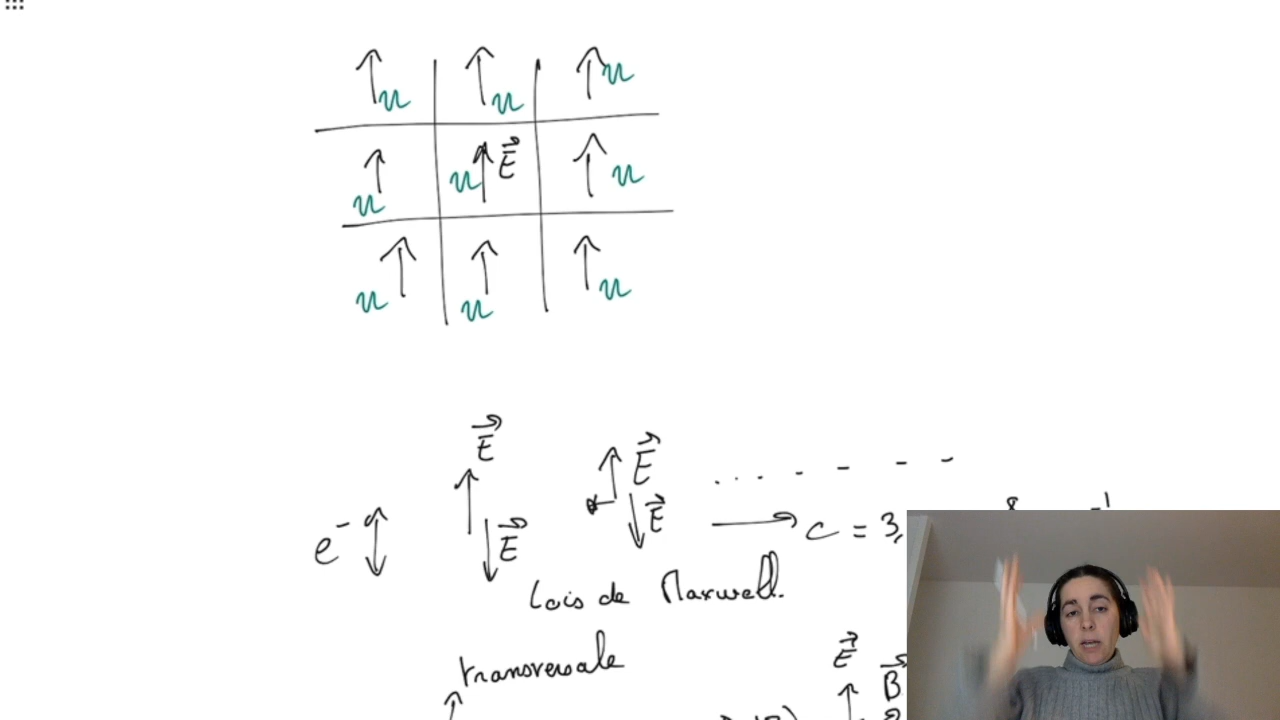 u u u
u u E⃗ u
u u u
E⃗ E⃗
e⁻ E⃗ E⃗ c = 3,
Lois de Maxwell.
transversale
E⃗
B⃗